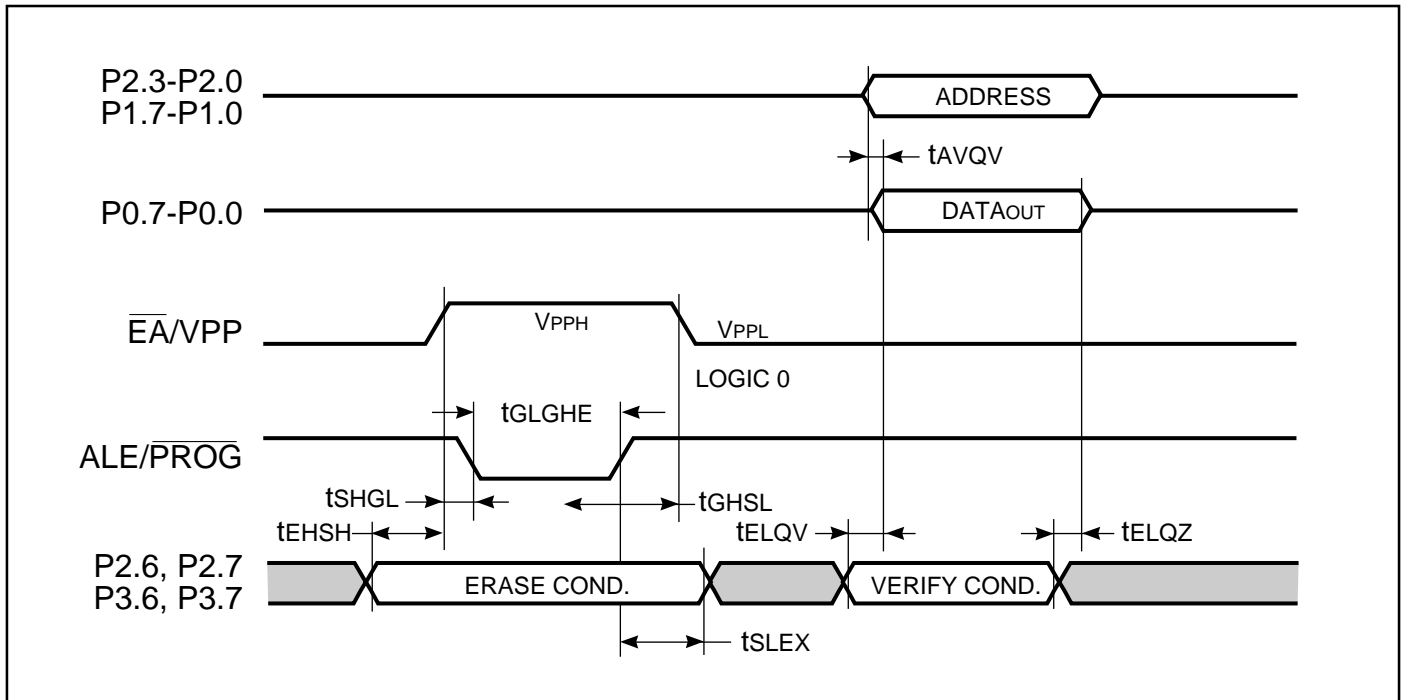 P2.3-P2.0
P1.7-P1.0
ADDRESS
tAVQV
P0.7-P0.0
DATAOUT
EA/VPP
VPPH
VPPL
LOGIC 0
tGLGHE
ALE/PROG
tSHGL
tGHSL
tEHSH
tELQV
tELQZ
P2.6, P2.7
P3.6, P3.7
ERASE COND.
VERIFY COND.
tSLEX